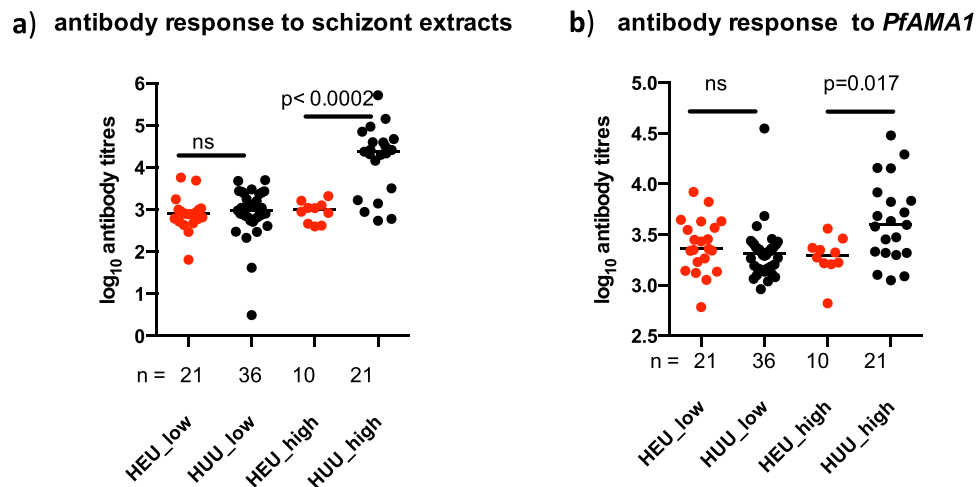 a) antibody response to schizont extracts
6
5
4
3
2
1
0
log10 antibody titres
ns
p< 0.0002
n = 21 36 10 21
HEU_low
HUU_low
HEU_high
HUU_high
b) antibody response to PfAMA1
5.0
4.5
4.0
3.5
3.0
2.5
log10 antibody titres
ns
p=0.017
n = 21 36 10 21
HEU_low
HUU_low
HEU_high
HUU_high